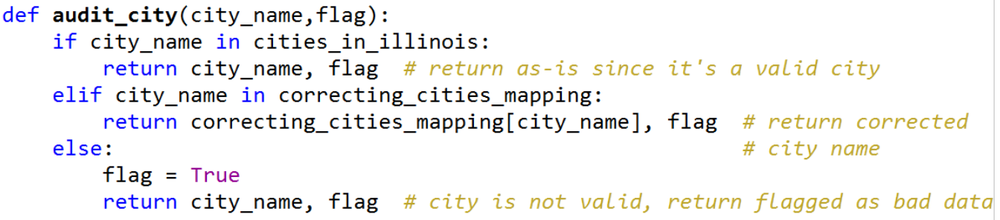 def audit_city(city_name,flag):
    if city_name in cities_in_illinois:
        return city_name, flag  # return as-is since it's a valid city
    elif city_name in correcting_cities_mapping:
        return correcting_cities_mapping[city_name], flag  # return corrected
    else:                                                  # city name
        flag = True
        return city_name, flag  # city is not valid, return flagged as bad data